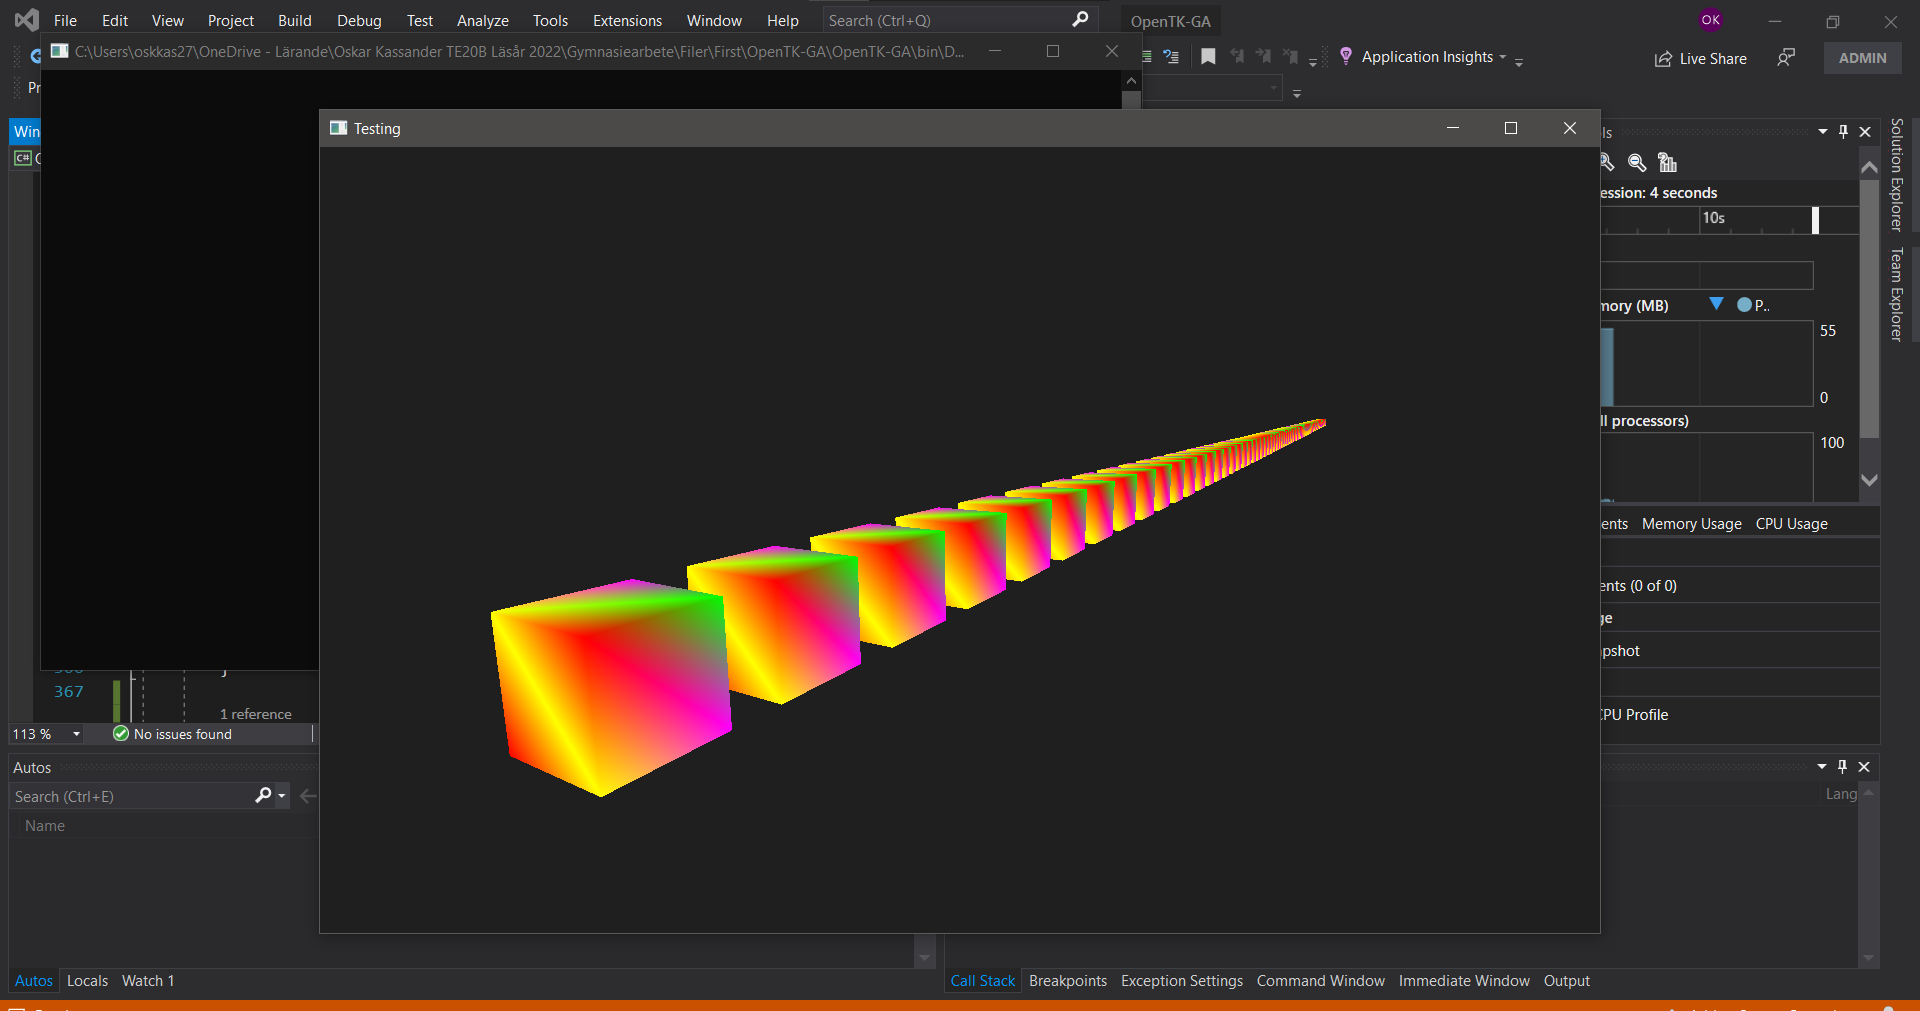 File Edit View Project Build Debug Test Analyze Tools Extensions Window Help Search (Ctrl+Q) OpenTK-GA OK
C:\Users\oskkas27\OneDrive - Lärande\Oskar Kassander TE20B Läsår 2022\Gymnasiearbete\Filer\First\OpenTK-GA\OpenTK-GA\bin\D...
Application Insights
Live Share
ADMIN
Pr
Testing
Win
ls
C#
Solution Explorer
Team Explorer
ession: 4 seconds
10s
mory (MB)
P..
55
0
ll processors)
100
ents Memory Usage CPU Usage
ents (0 of 0)
ge
pshot
CPU Profile
367
1 reference
113 %
No issues found
Autos
Search (Ctrl+E)
Name
Lang
Autos Locals Watch 1
Call Stack Breakpoints Exception Settings Command Window Immediate Window Output